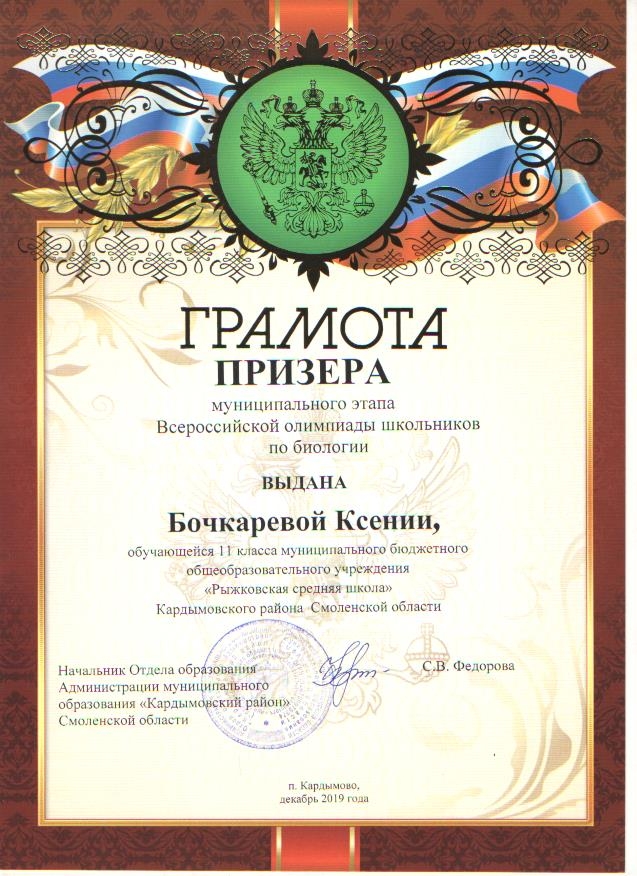 ГРАМОТА
ПРИЗЕРА
муниципального этапа
Всероссийской олимпиады школьников
по биологии
ВЫДАНА
Бочкаревой Ксении,
обучающейся 11 класса муниципального бюджетного
общеобразовательного учреждения
«Рыжковская средняя школа»
Кардымовского района Смоленской области
Начальник Отдела образования
Администрации муниципального
образования «Кардымовский район»
Смоленской области
С.В. Федорова
п. Кардымово,
декабрь 2019 года